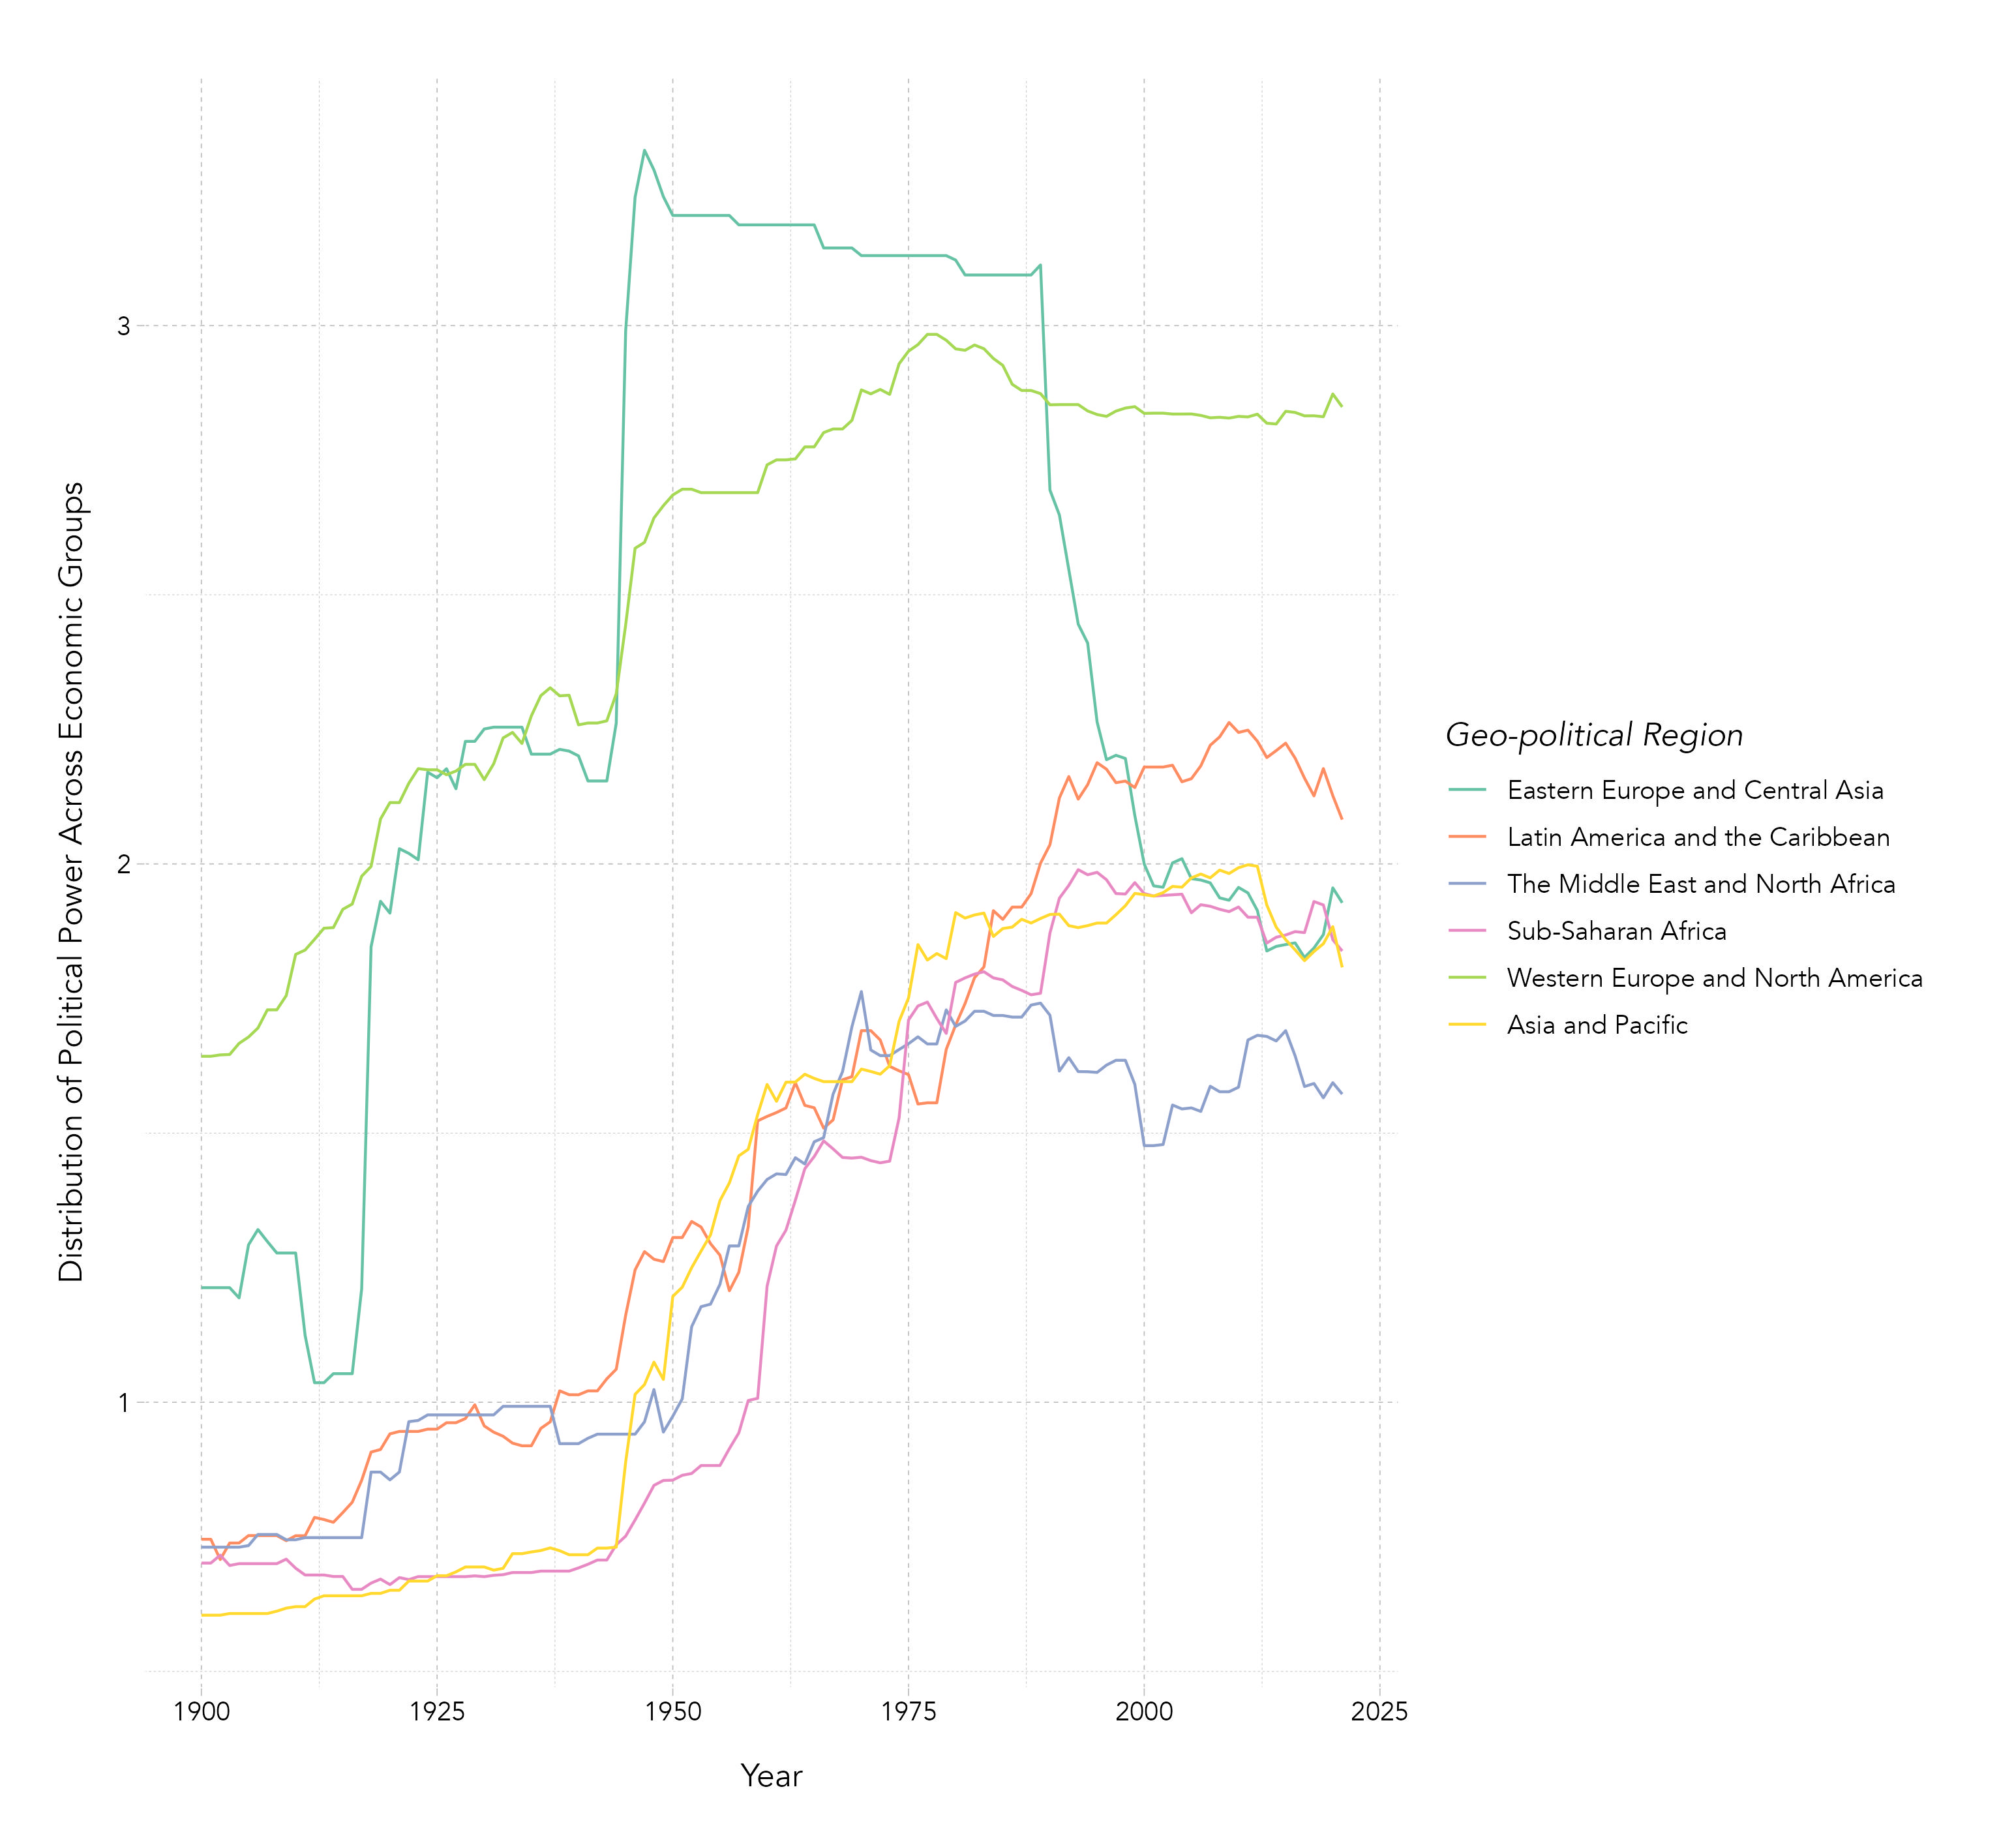 Distribution of Political Power Across Economic Groups
3
2
1
1900 1925 1950 1975 2000 2025
Year
Geo-political Region
Eastern Europe and Central Asia
Latin America and the Caribbean
The Middle East and North Africa
Sub-Saharan Africa
Western Europe and North America
Asia and Pacific